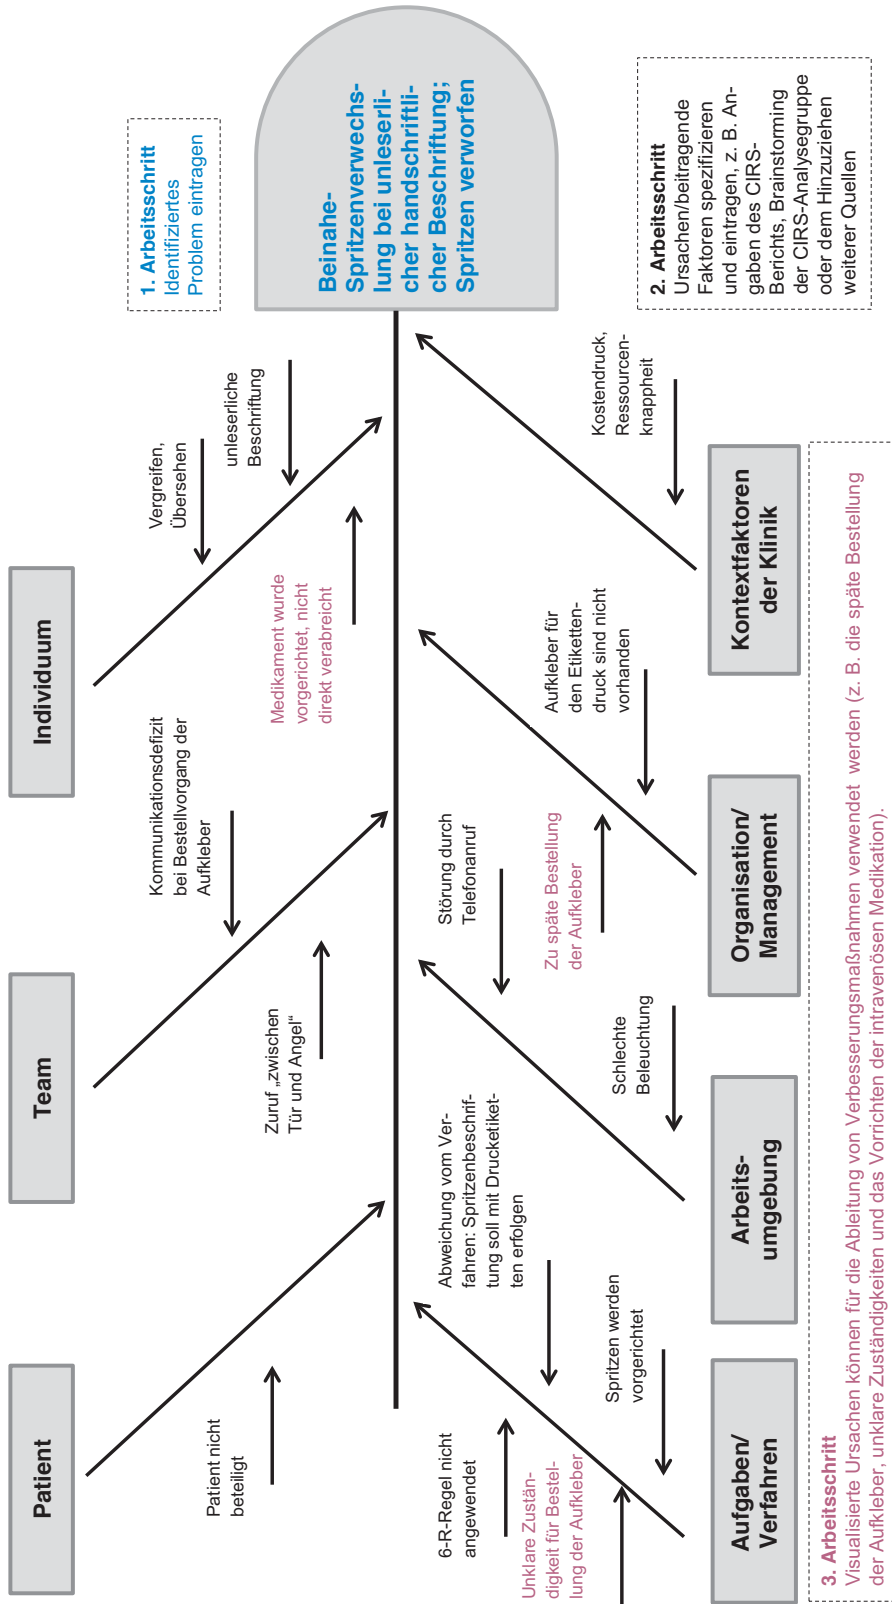 Patient
Team
Individuum
1. Arbeitsschritt
Identifiziertes
Problem eintragen
Patient nicht
beteiligt
Kommunikationsdefizit
bei Bestellvorgang der
Aufkleber
Zuruf „zwischen
Tür und Angel“
Vergreifen,
Übersehen
unleserliche
Beschriftung
Medikament wurde
vorgerichtet, nicht
direkt verabreicht
Beinahe-
Spritzenverwechs-
lung bei unleserli-
cher handschriftli-
cher Beschriftung;
Spritzen verworfen
6-R-Regel nicht
angewendet
Unklare Zustän-
digkeit für Bestel-
lung der Aufkleber
Abweichung vom Ver-
fahren: Spritzenbeschrif-
tung soll mit Drucketiket-
ten erfolgen
Spritzen werden
vorgerichtet
Störung durch
Telefonanruf
Schlechte
Beleuchtung
Zu späte Bestellung
der Aufkleber
Aufkleber für
den Etiketten-
druck sind nicht
vorhanden
Kostendruck,
Ressourcen-
knappheit
2. Arbeitsschritt
Ursachen/beitragende
Faktoren spezifizieren
und eintragen, z. B. An-
gaben des CIRS-
Berichts, Brainstorming
der CIRS-Analysegruppe
oder dem Hinzuziehen
weiterer Quellen
Aufgaben/
Verfahren
Arbeits-
umgebung
Organisation/
Management
Kontextfaktoren
der Klinik
3. Arbeitsschritt
Visualisierte Ursachen können für die Ableitung von Verbesserungsmaßnahmen verwendet werden (z. B. die späte Bestellung
der Aufkleber, unklare Zuständigkeiten und das Vorrichten der intravenösen Medikation).